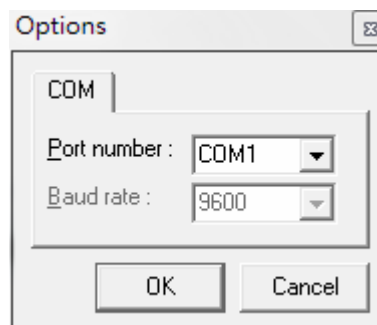 Options
COM
Port number : COM1
Baud rate : 9600
OK Cancel